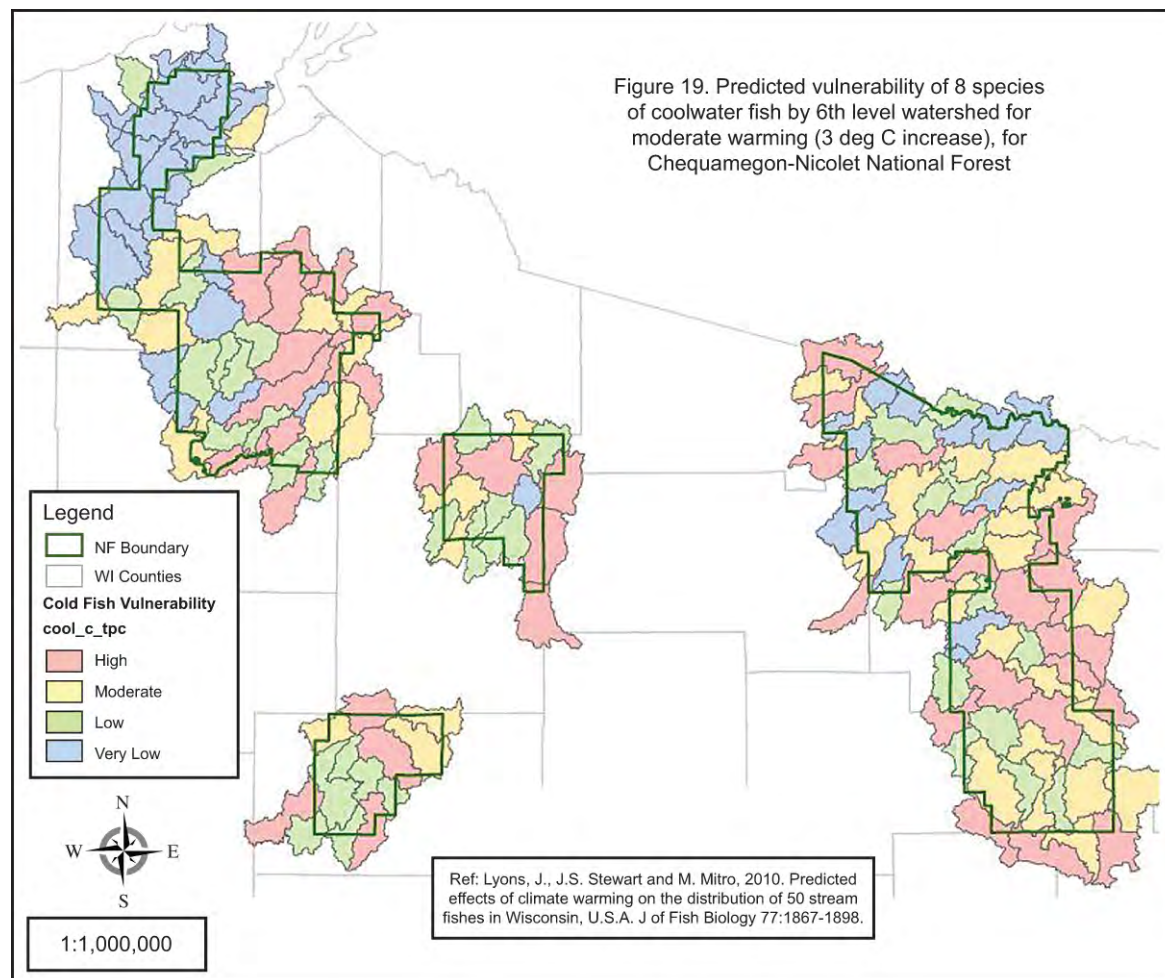 Figure 19. Predicted vulnerability of 8 species
of coolwater fish by 6th level watershed for
moderate warming (3 deg C increase), for
Chequamegon-Nicolet National Forest
Legend
NF Boundary
WI Counties
Cold Fish Vulnerability
cool_c_tpc
High
Moderate
Low
Very Low
N
W E
S
1:1,000,000
Ref: Lyons, J., J.S. Stewart and M. Mitro, 2010. Predicted
effects of climate warming on the distribution of 50 stream
fishes in Wisconsin, U.S.A. J of Fish Biology 77:1867-1898.